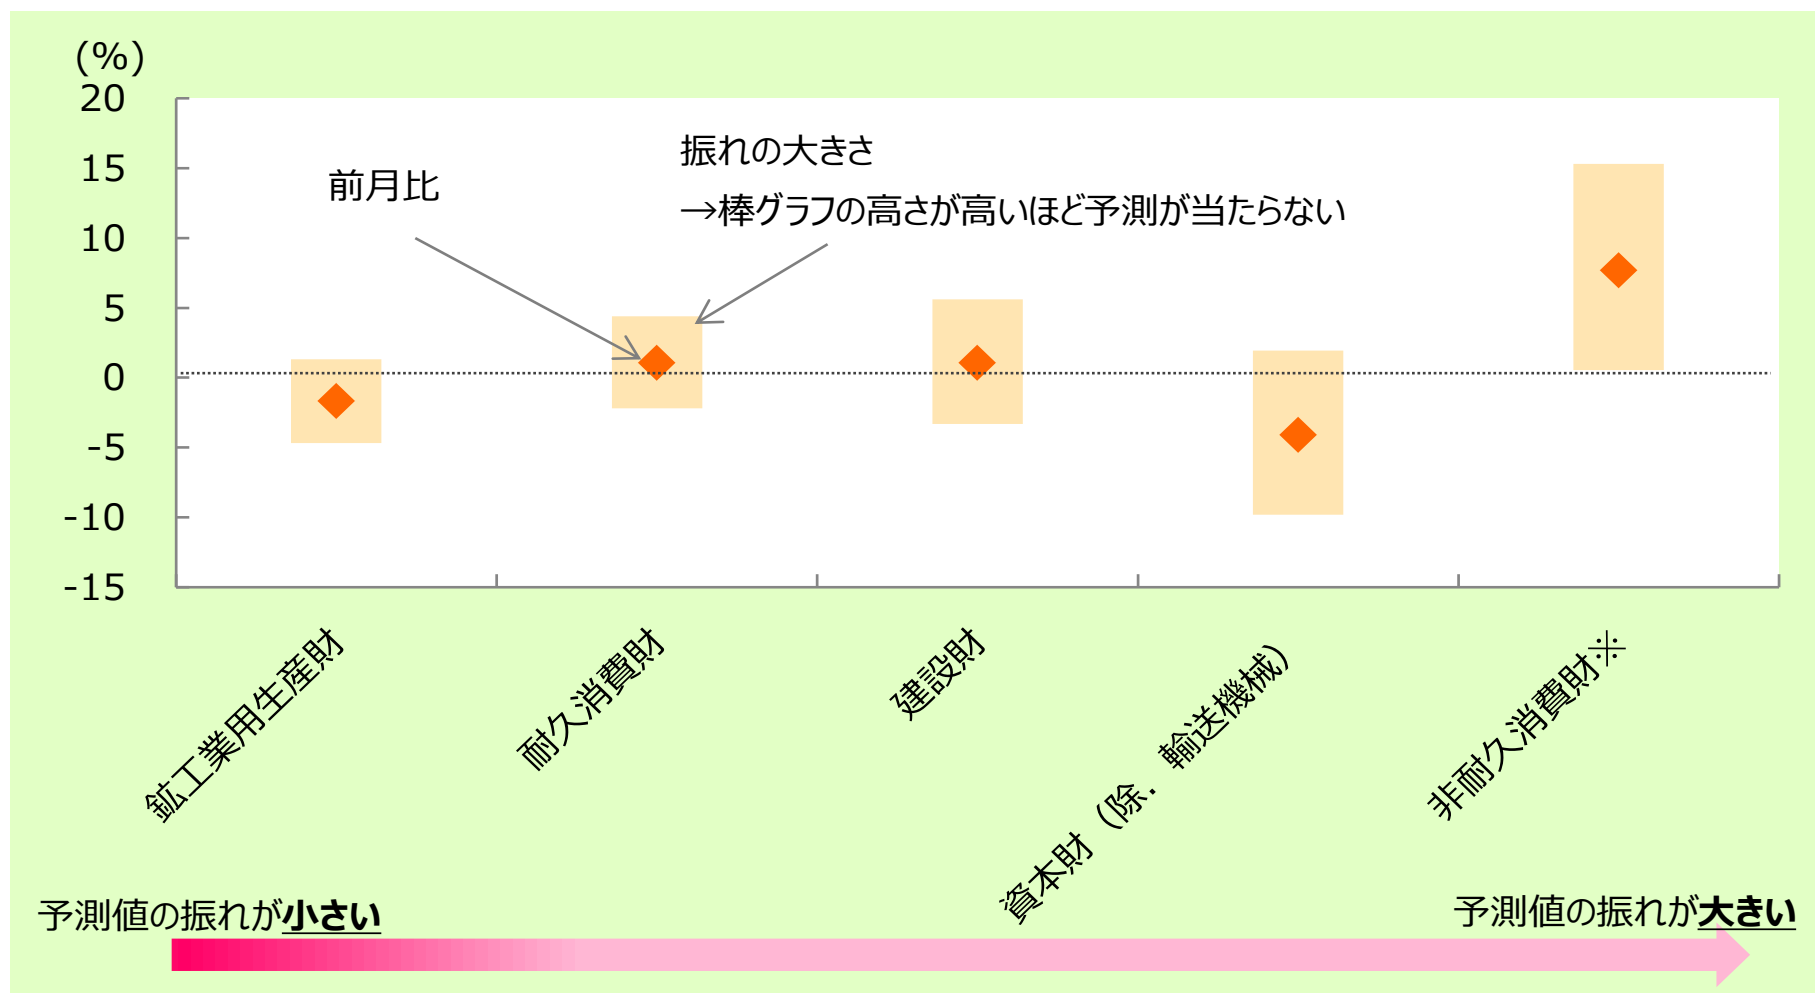 (%)
20
15
10
5
0
-5
-10
-15
前月比
振れの大きさ
→棒グラフの高さが高いほど予測が当たらない
鉱工業用生産財
耐久消費財
建設財
資本財（除．輸送機械）
非耐久消費財※
予測値の振れが小さい
予測値の振れが大きい